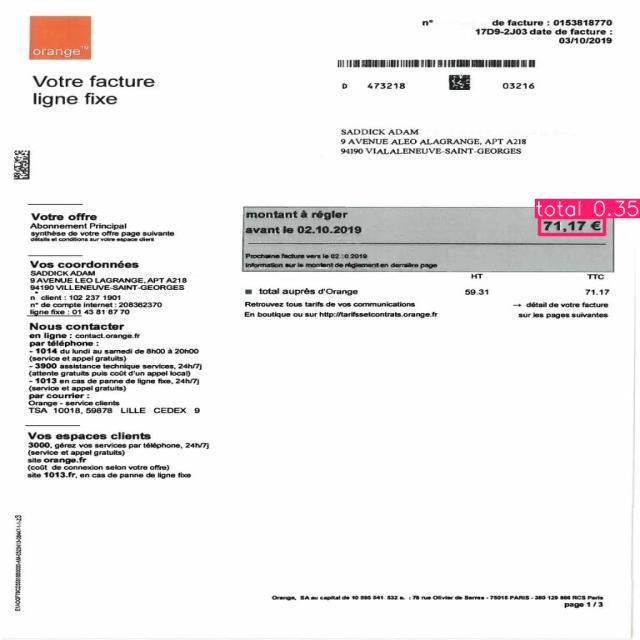 orange™
n° de facture : 0153818770
17D9-2J03 date de facture :
03/10/2019
Votre facture
ligne fixe
D 473218 03216
SADDICK ADAM
9 AVENUE ALEO ALAGRANGE, APT A218
94190 VIALALENEUVE-SAINT-GEORGES
Votre offre
Abonnement Principal
synthèse de votre offre page suivante
détails et conditions sur votre espace client
montant à régler
avant le 02.10.2019
total 0.35
71,17 €
Prochaine facture vers le 02 :0.2019
Information sur le montant de règlement en dernière page
HT TTC
total auprès d'Orange 59.31 71.17
Retrouvez tous tarifs de vos communications → détail de votre facture
En boutique ou sur http://tarifssetcontrats.orange.fr sur les pages suivantes
Vos coordonnées
SADDICK ADAM
9 AVENUE LEO LAGRANGE, APT A218
94190 VILLENEUVE-SAINT-GEORGES
n° client : 102 237 1901
n° de compte internet : 208362370
ligne fixe : 01 43 81 87 70
Nous contacter
en ligne : contact.orange.fr
par téléphone :
- 1014 du lundi au samedi de 8h00 à 20h00
(service et appel gratuits)
- 3900 assistance technique services, 24h/7j
(attente gratuits puis coût d'un appel local)
- 1013 en cas de panne de ligne fixe, 24h/7j
(service et appel gratuits)
par courrier :
Orange - service clients
TSA 10018, 59878 LILLE CEDEX 9
Vos espaces clients
3000, gérez vos services par téléphone, 24h/7j
(service et appel gratuits)
site orange.fr
(coût de connexion selon votre offre)
site 1013.fr, en cas de panne de ligne fixe
Orange, SA au capital de 10 595 541 532 e. : 78 rue Olivier de Serres - 75015 PARIS - 380 129 866 RCS Paris
page 1 / 3